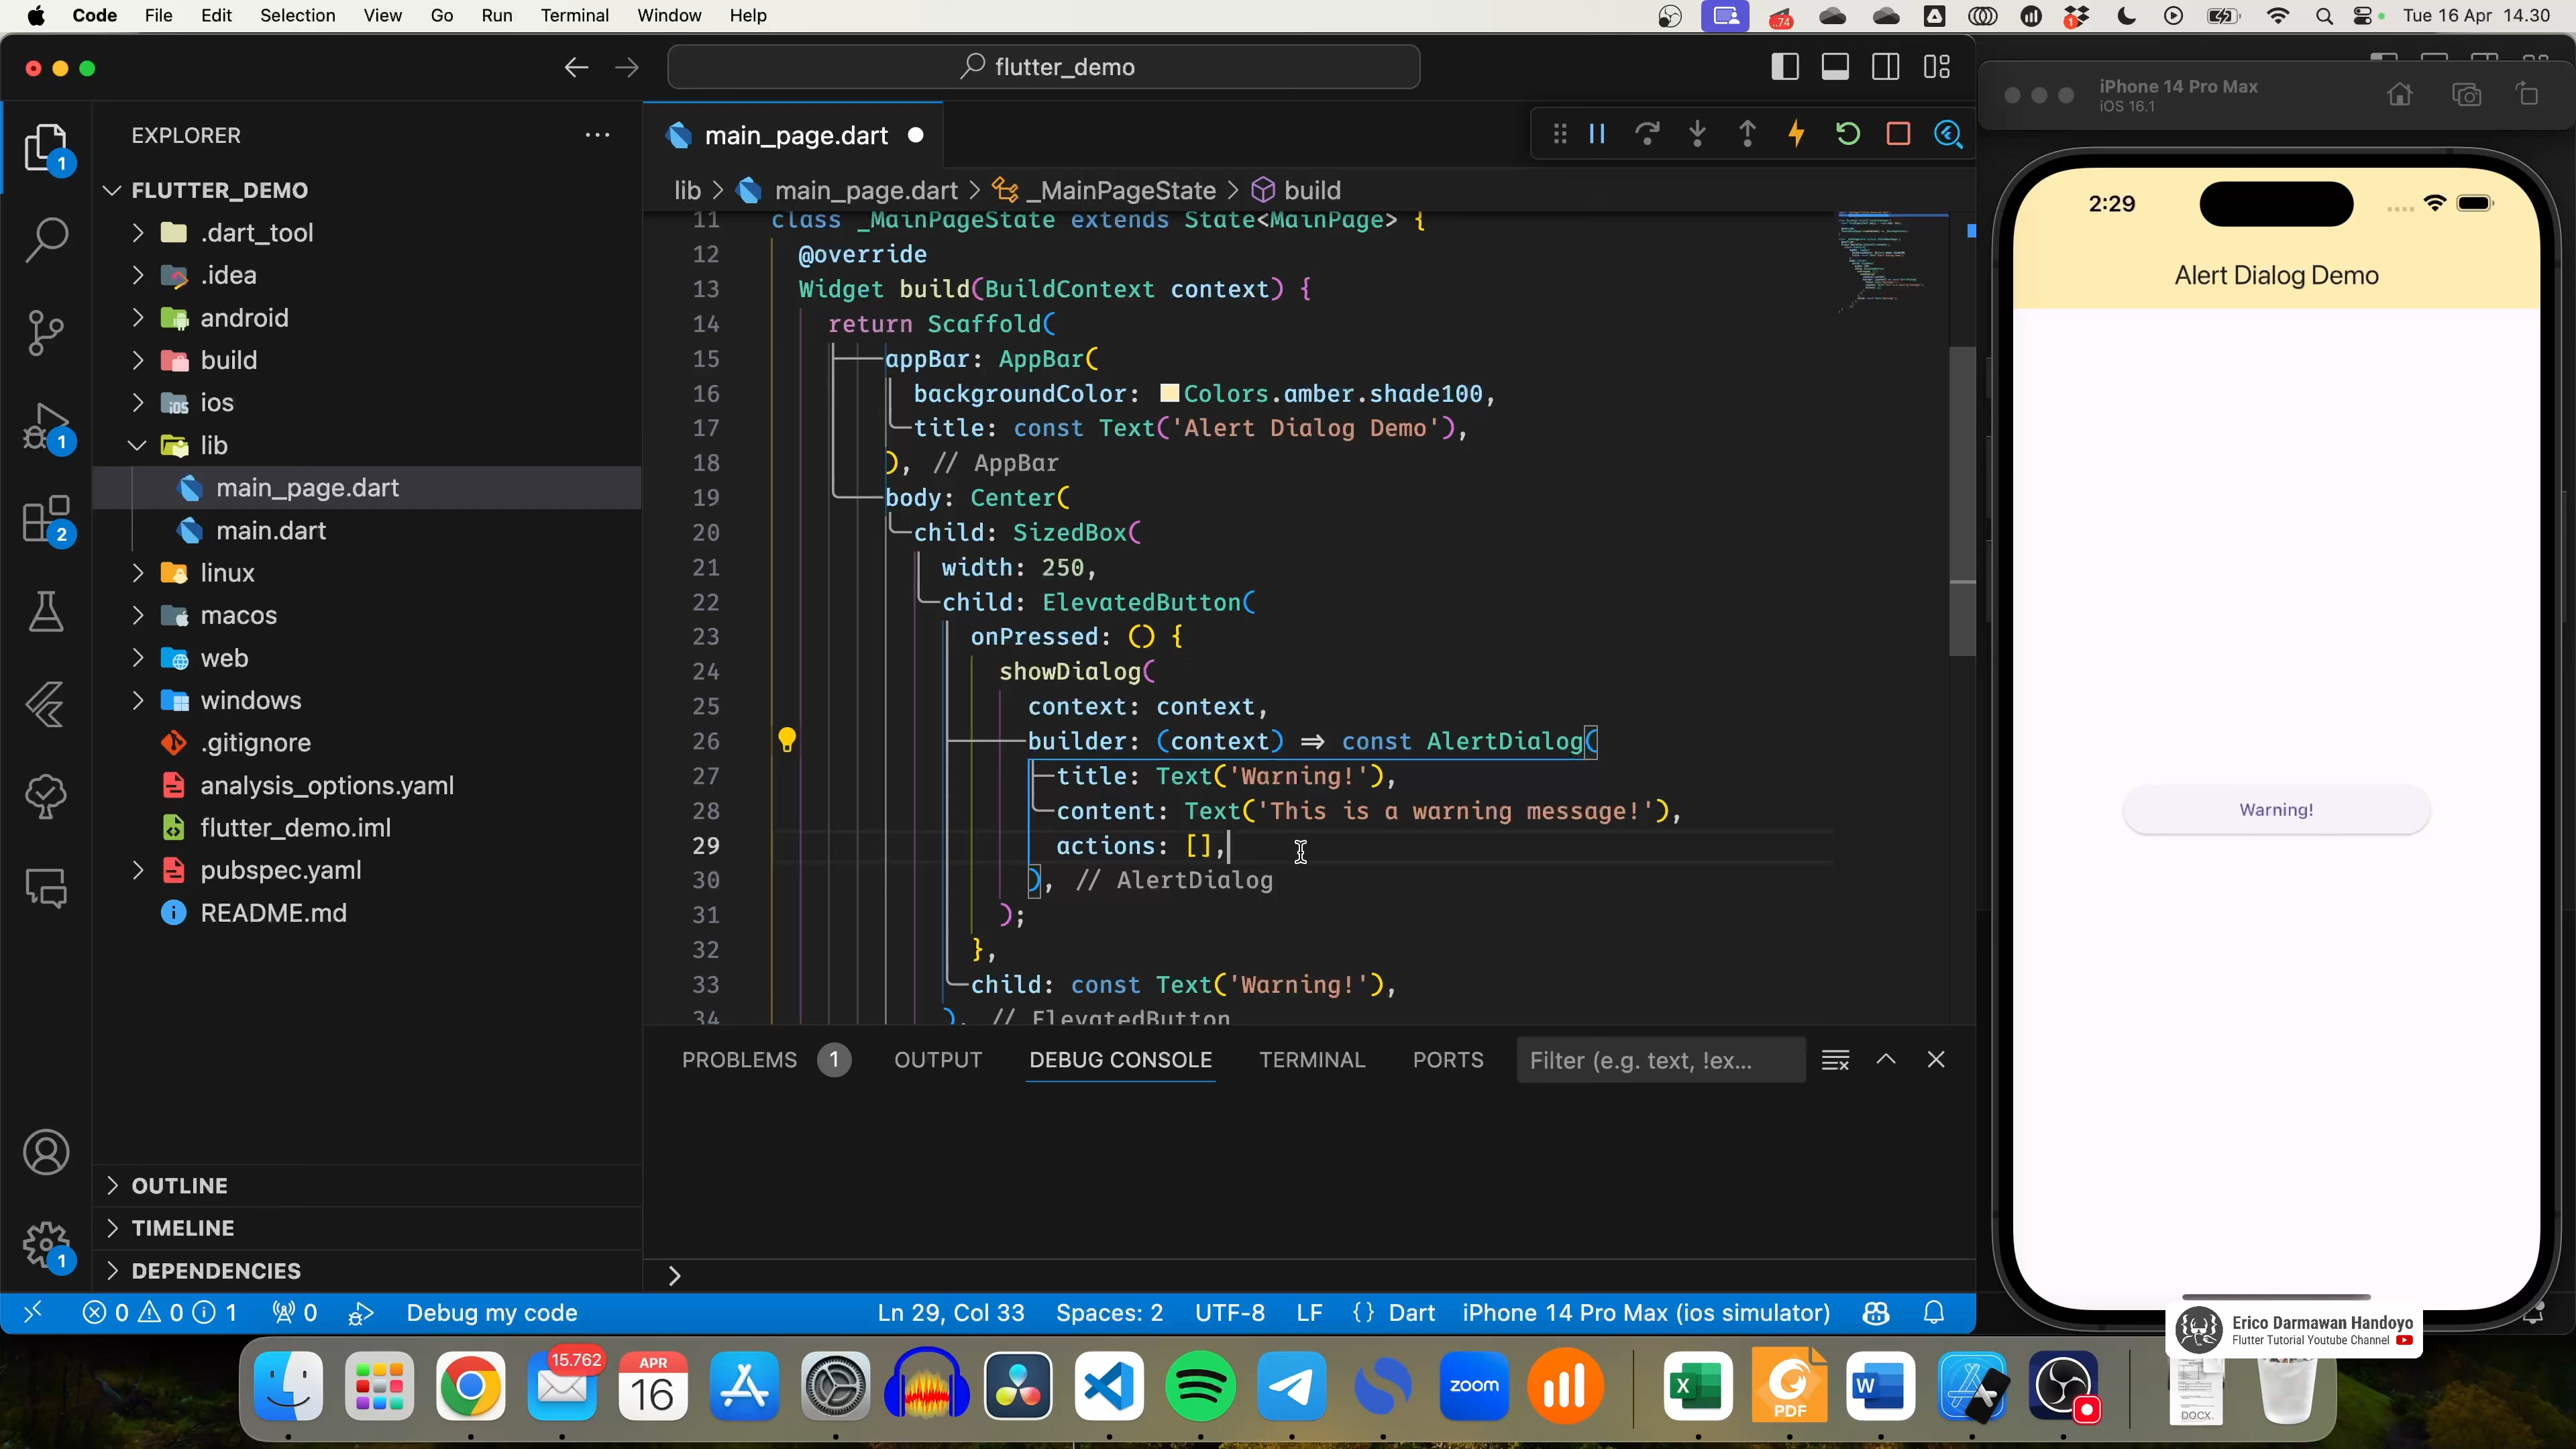 Code File Edit Selection View Go Run Terminal Window Help
Tue 16 Apr 14.30
flutter_demo
iPhone 14 Pro Max
iOS 16.1
EXPLORER
FLUTTER_DEMO
.dart_tool
.idea
android
build
ios
lib
main_page.dart
main.dart
linux
macos
web
windows
.gitignore
analysis_options.yaml
flutter_demo.iml
pubspec.yaml
README.md
OUTLINE
TIMELINE
DEPENDENCIES
1
1
2
1
main_page.dart
lib > main_page.dart > _MainPageState > build
11 class _MainPageState extends State<MainPage> {
12 @override
13 Widget build(BuildContext context) {
14 return Scaffold(
15 appBar: AppBar(
16 backgroundColor: Colors.amber.shade100,
17 title: const Text('Alert Dialog Demo'),
18 ), // AppBar
19 body: Center(
20 child: SizedBox(
21 width: 250,
22 child: ElevatedButton(
23 onPressed: () {
24 showDialog(
25 context: context,
26 builder: (context) ⇒ const AlertDialog(
27 title: Text('Warning!'),
28 content: Text('This is a warning message!'),
29 actions: [],
30 ), // AlertDialog
31 );
32 },
33 child: const Text('Warning!'),
34 ), // ElevatedButton
PROBLEMS 1 OUTPUT DEBUG CONSOLE TERMINAL PORTS Filter (e.g. text, !ex...
0 0 1 0 Debug my code Ln 29, Col 33 Spaces: 2 UTF-8 LF {} Dart iPhone 14 Pro Max (ios simulator)
2:29
Alert Dialog Demo
Warning!
Erico Darmawan Handoyo
Flutter Tutorial Youtube Channel
15.762
APR
16
zoom
X
PDF
W
DOCX